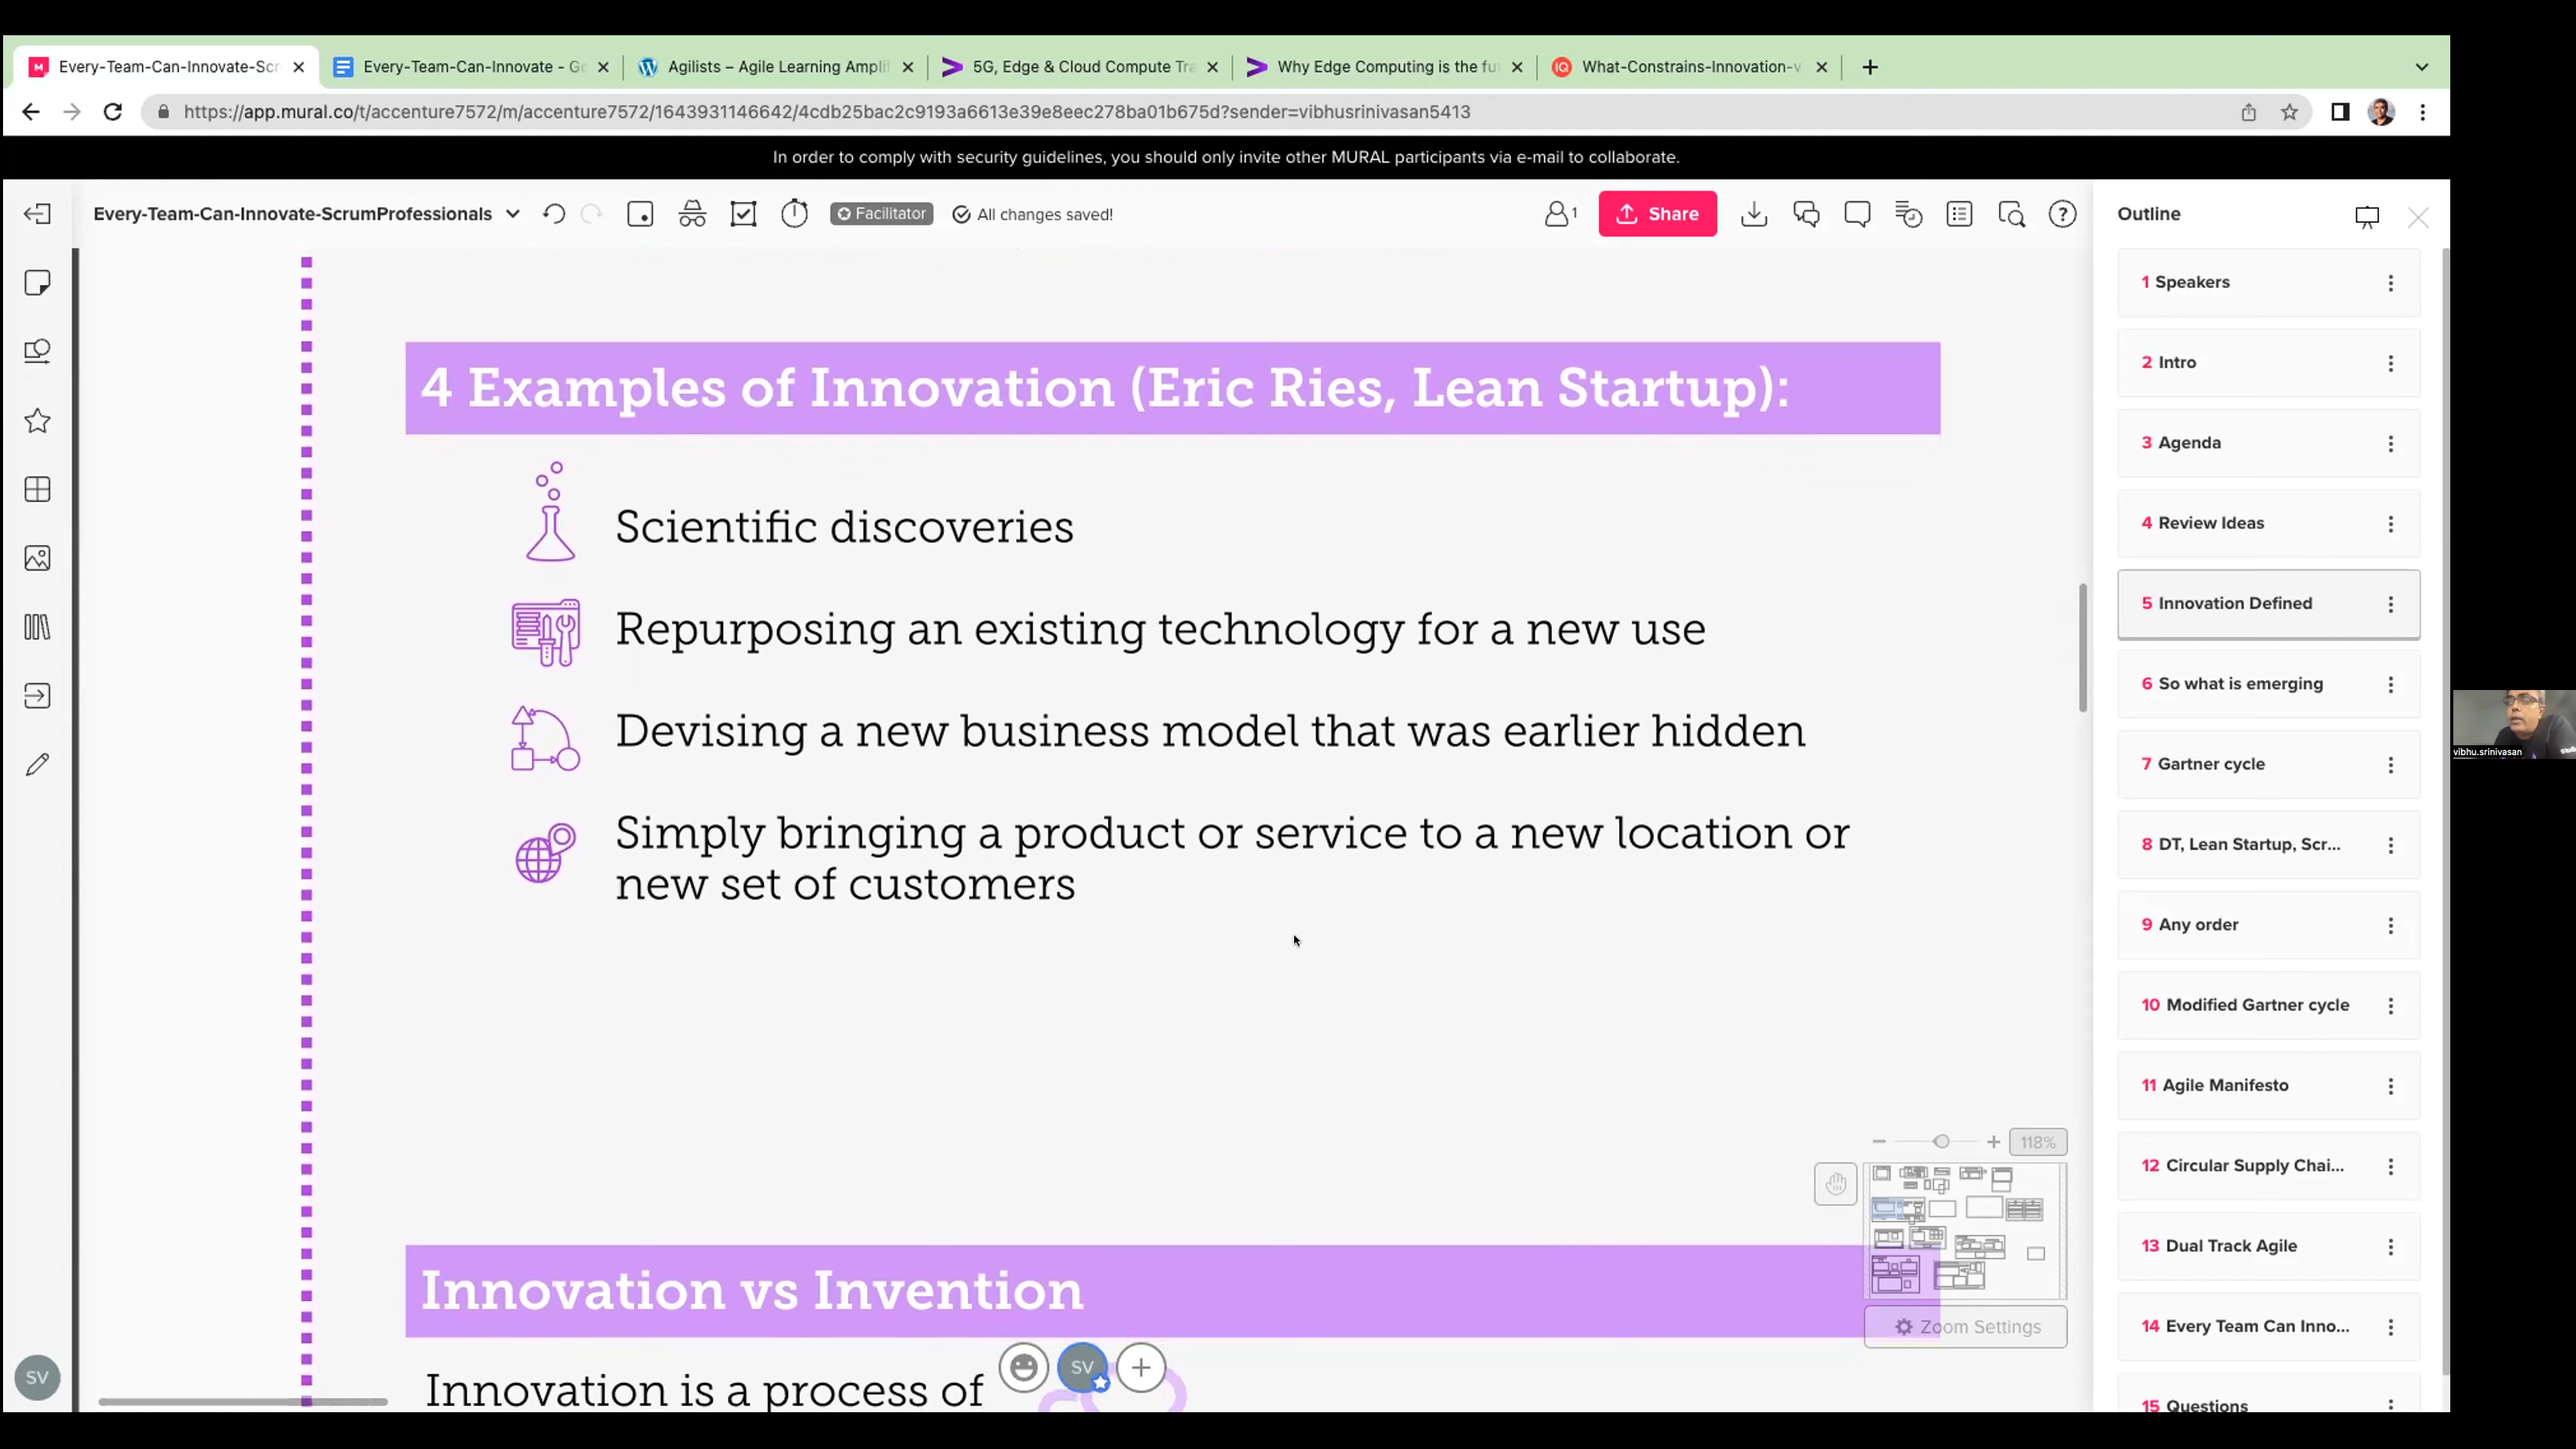 Every-Team-Can-Innovate-Scr
Every-Team-Can-Innovate - Go
Agilists – Agile Learning Amplif
5G, Edge & Cloud Compute Tra
Why Edge Computing is the fut
What-Constrains-Innovation-v
https://app.mural.co/t/accenture7572/m/accenture7572/1643931146642/4cdb25bac2c9193a6613e39e8eec278ba01b675d?sender=vibhusrinivasan5413
In order to comply with security guidelines, you should only invite other MURAL participants via e-mail to collaborate.
Every-Team-Can-Innovate-ScrumProfessionals
Facilitator
All changes saved!
1
Share
Outline
4 Examples of Innovation (Eric Ries, Lean Startup):
Scientific discoveries
Repurposing an existing technology for a new use
Devising a new business model that was earlier hidden
Simply bringing a product or service to a new location or
new set of customers
Innovation vs Invention
Innovation is a process of
118%
Zoom Settings
SV
SV
1 Speakers
2 Intro
3 Agenda
4 Review Ideas
5 Innovation Defined
6 So what is emerging
7 Gartner cycle
8 DT, Lean Startup, Scr...
9 Any order
10 Modified Gartner cycle
11 Agile Manifesto
12 Circular Supply Chai...
13 Dual Track Agile
14 Every Team Can Inno...
15 Questions
vibhu.srinivasan